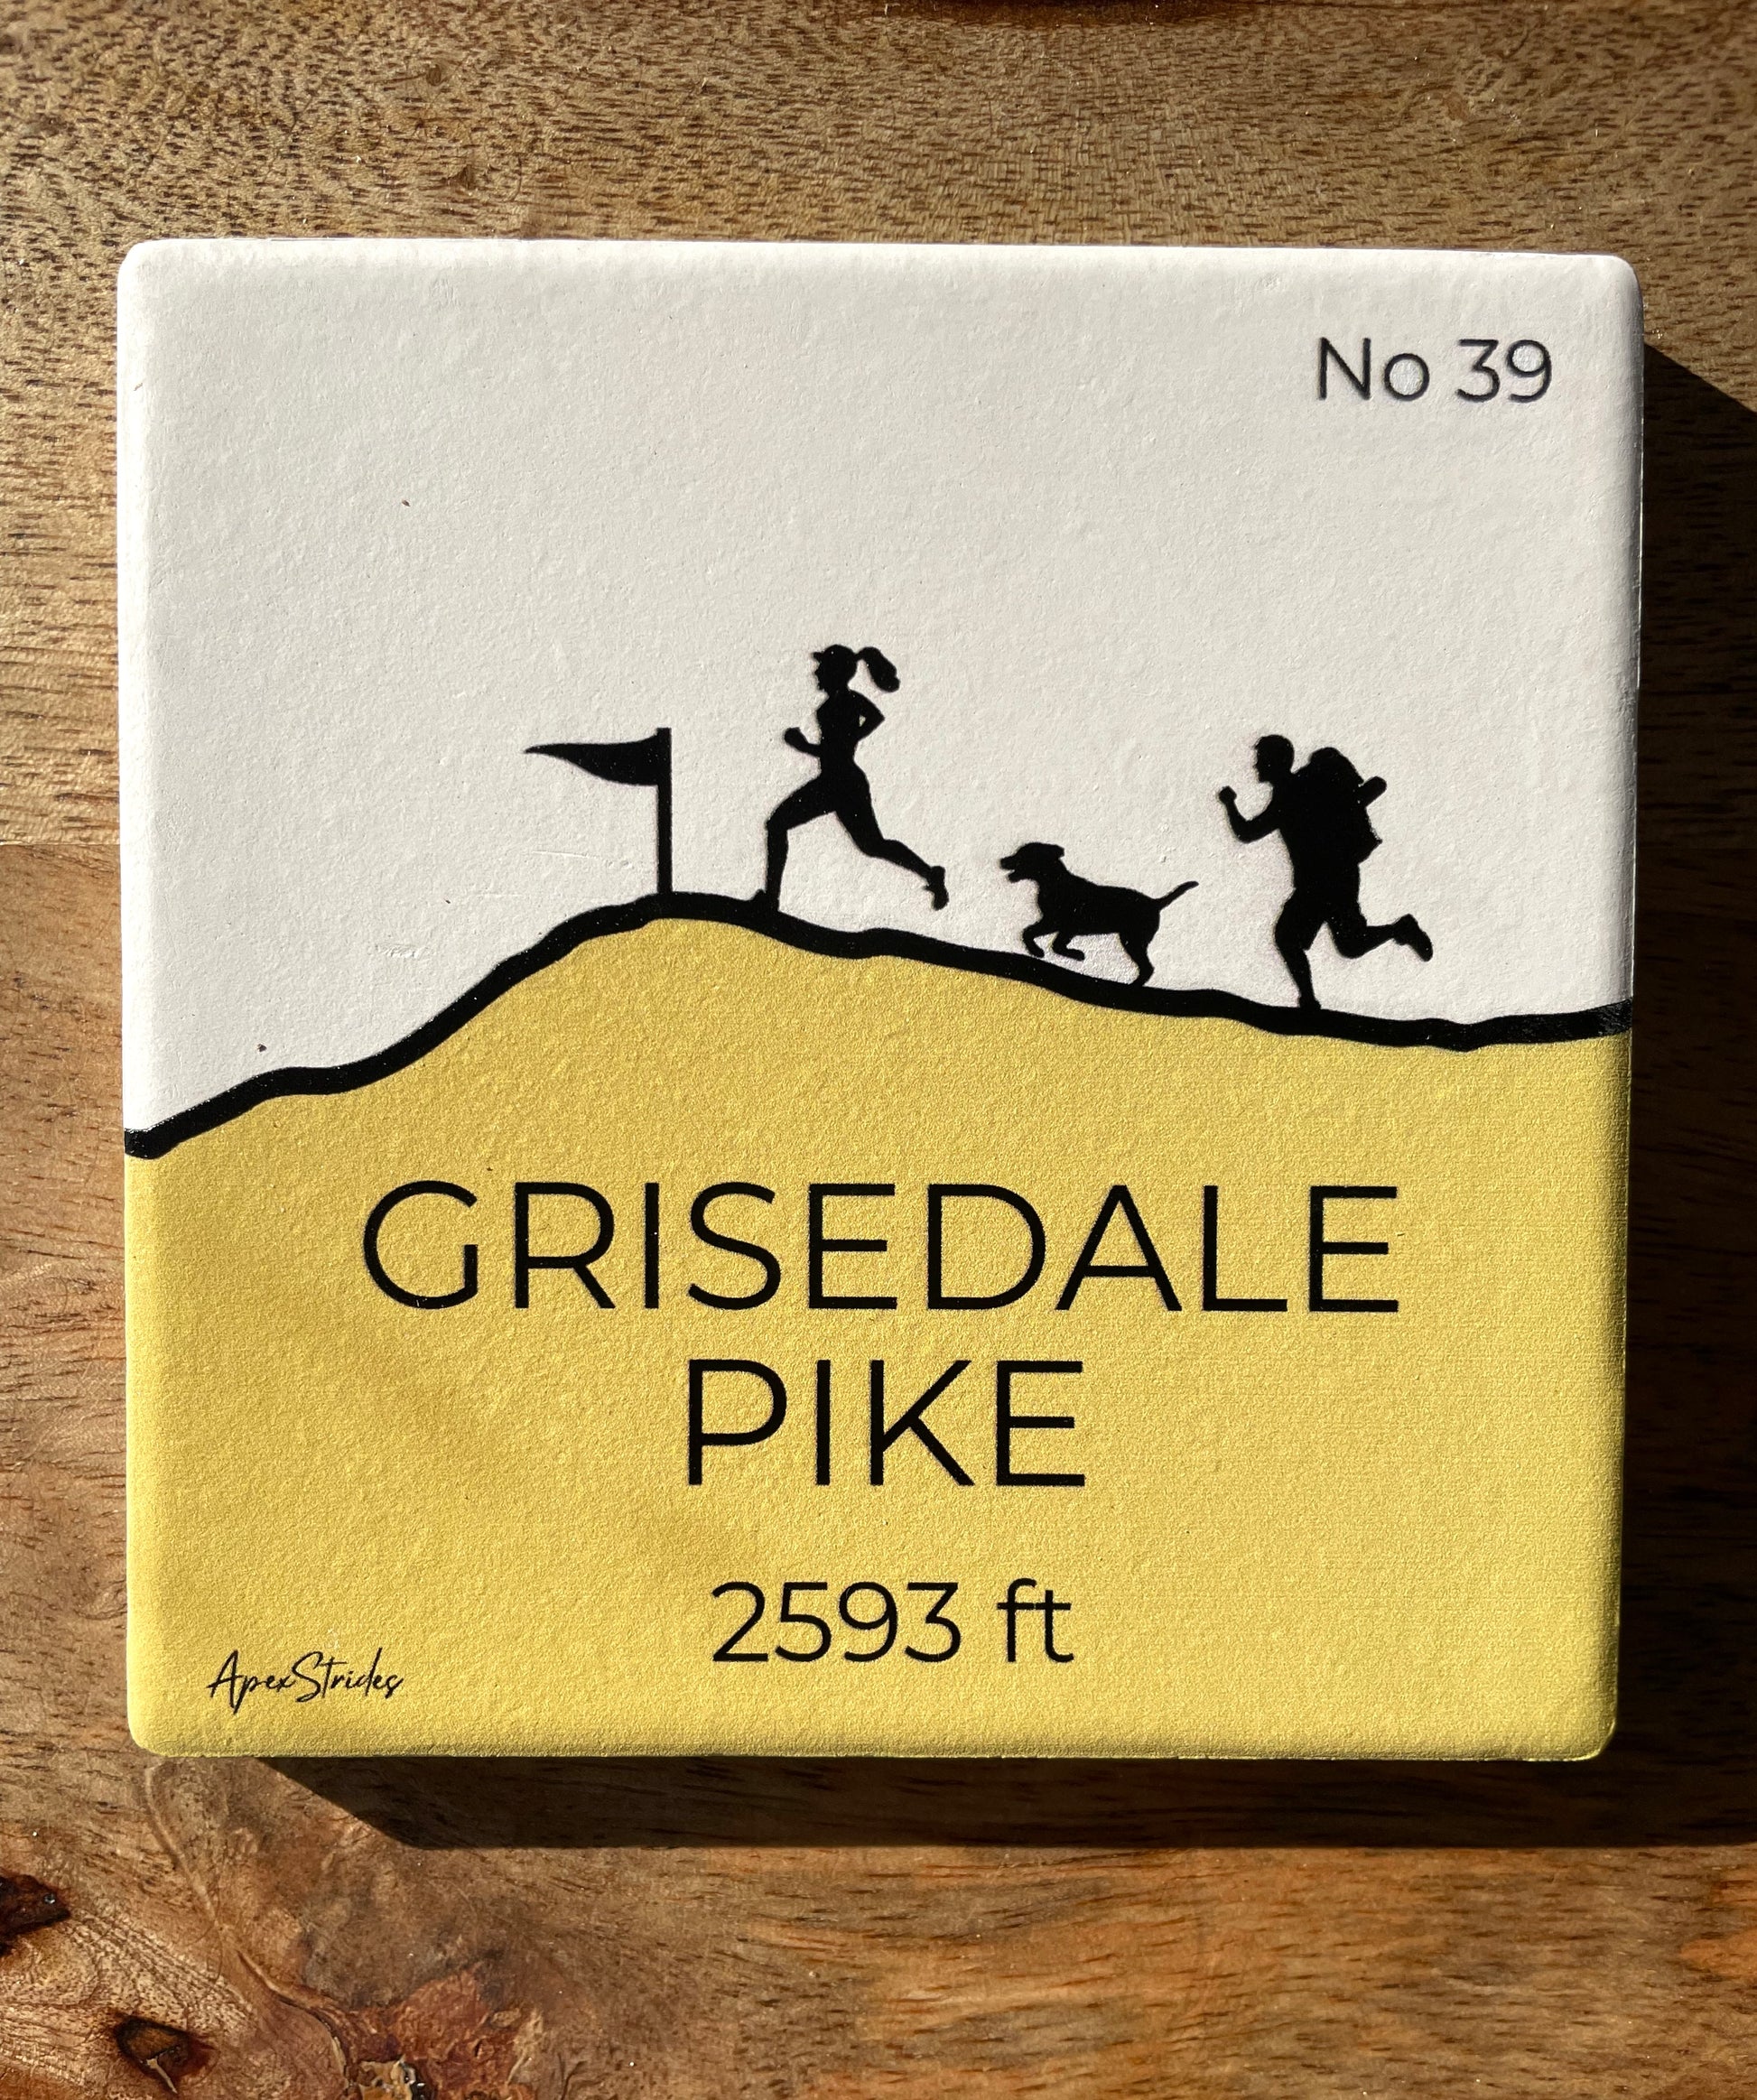 No 39
GRISEDALE
PIKE
2593 ft
ApexStrides